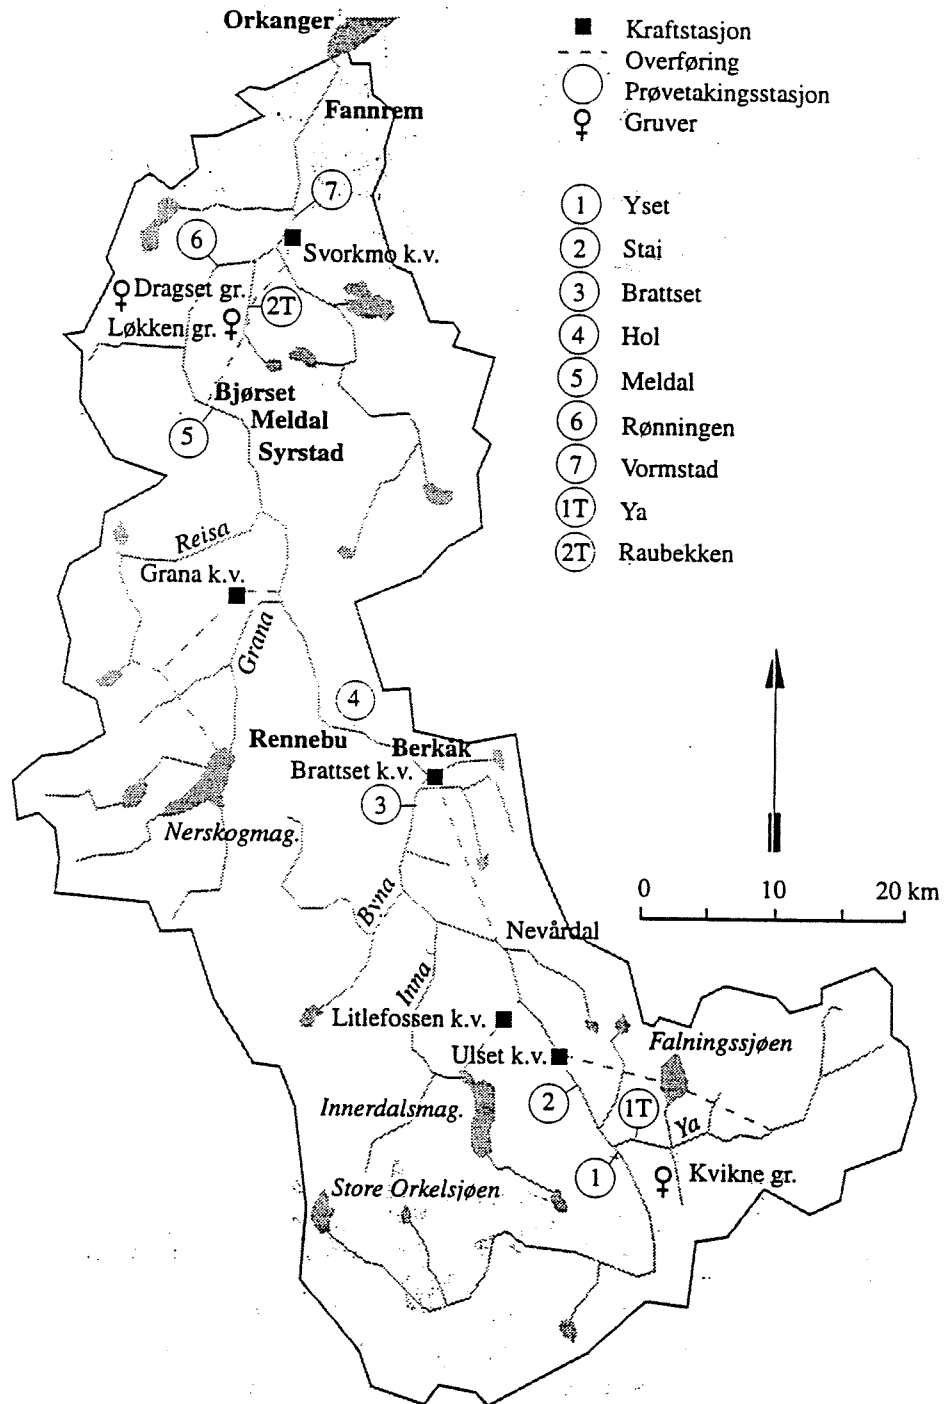 Orkanger
Kraftstasjon
Overføring
Prøvetakingsstasjon
Gruver
Fannrem
7
6
Svorkmo k.v.
Dragset gr.
2T
Løkken gr.
Bjørset
Meldal
5
Syrstad
1 Yset
2 Stai
3 Brattset
4 Hol
5 Meldal
6 Rønningen
7 Vormstad
1T Ya
2T Raubekken
Reisa
Grana k.v.
Grana
4
Rennebu
Berkåk
Brattset k.v.
3
Nerskogmag.
0 10 20 km
Byna
Nevårdal
Inna
Litlefossen k.v.
Falningssjøen
Ulset k.v.
Innerdalsmag.
2
1T
Ya
1
Kvikne gr.
Store Orkelsjøen